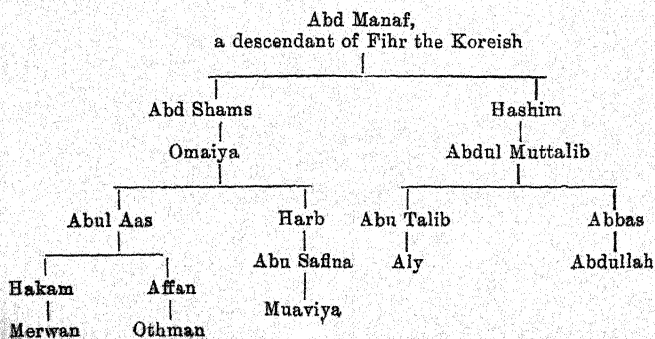 Abd Manaf,
a descendant of Fihr the Koreish
Abd Shams Hashim
Omaiya Abdul Muttalib
Abul Aas Harb Abu Talib Abbas
Abu Safina Aly Abdullah
Hakam Affan
Muaviya
Merwan Othman